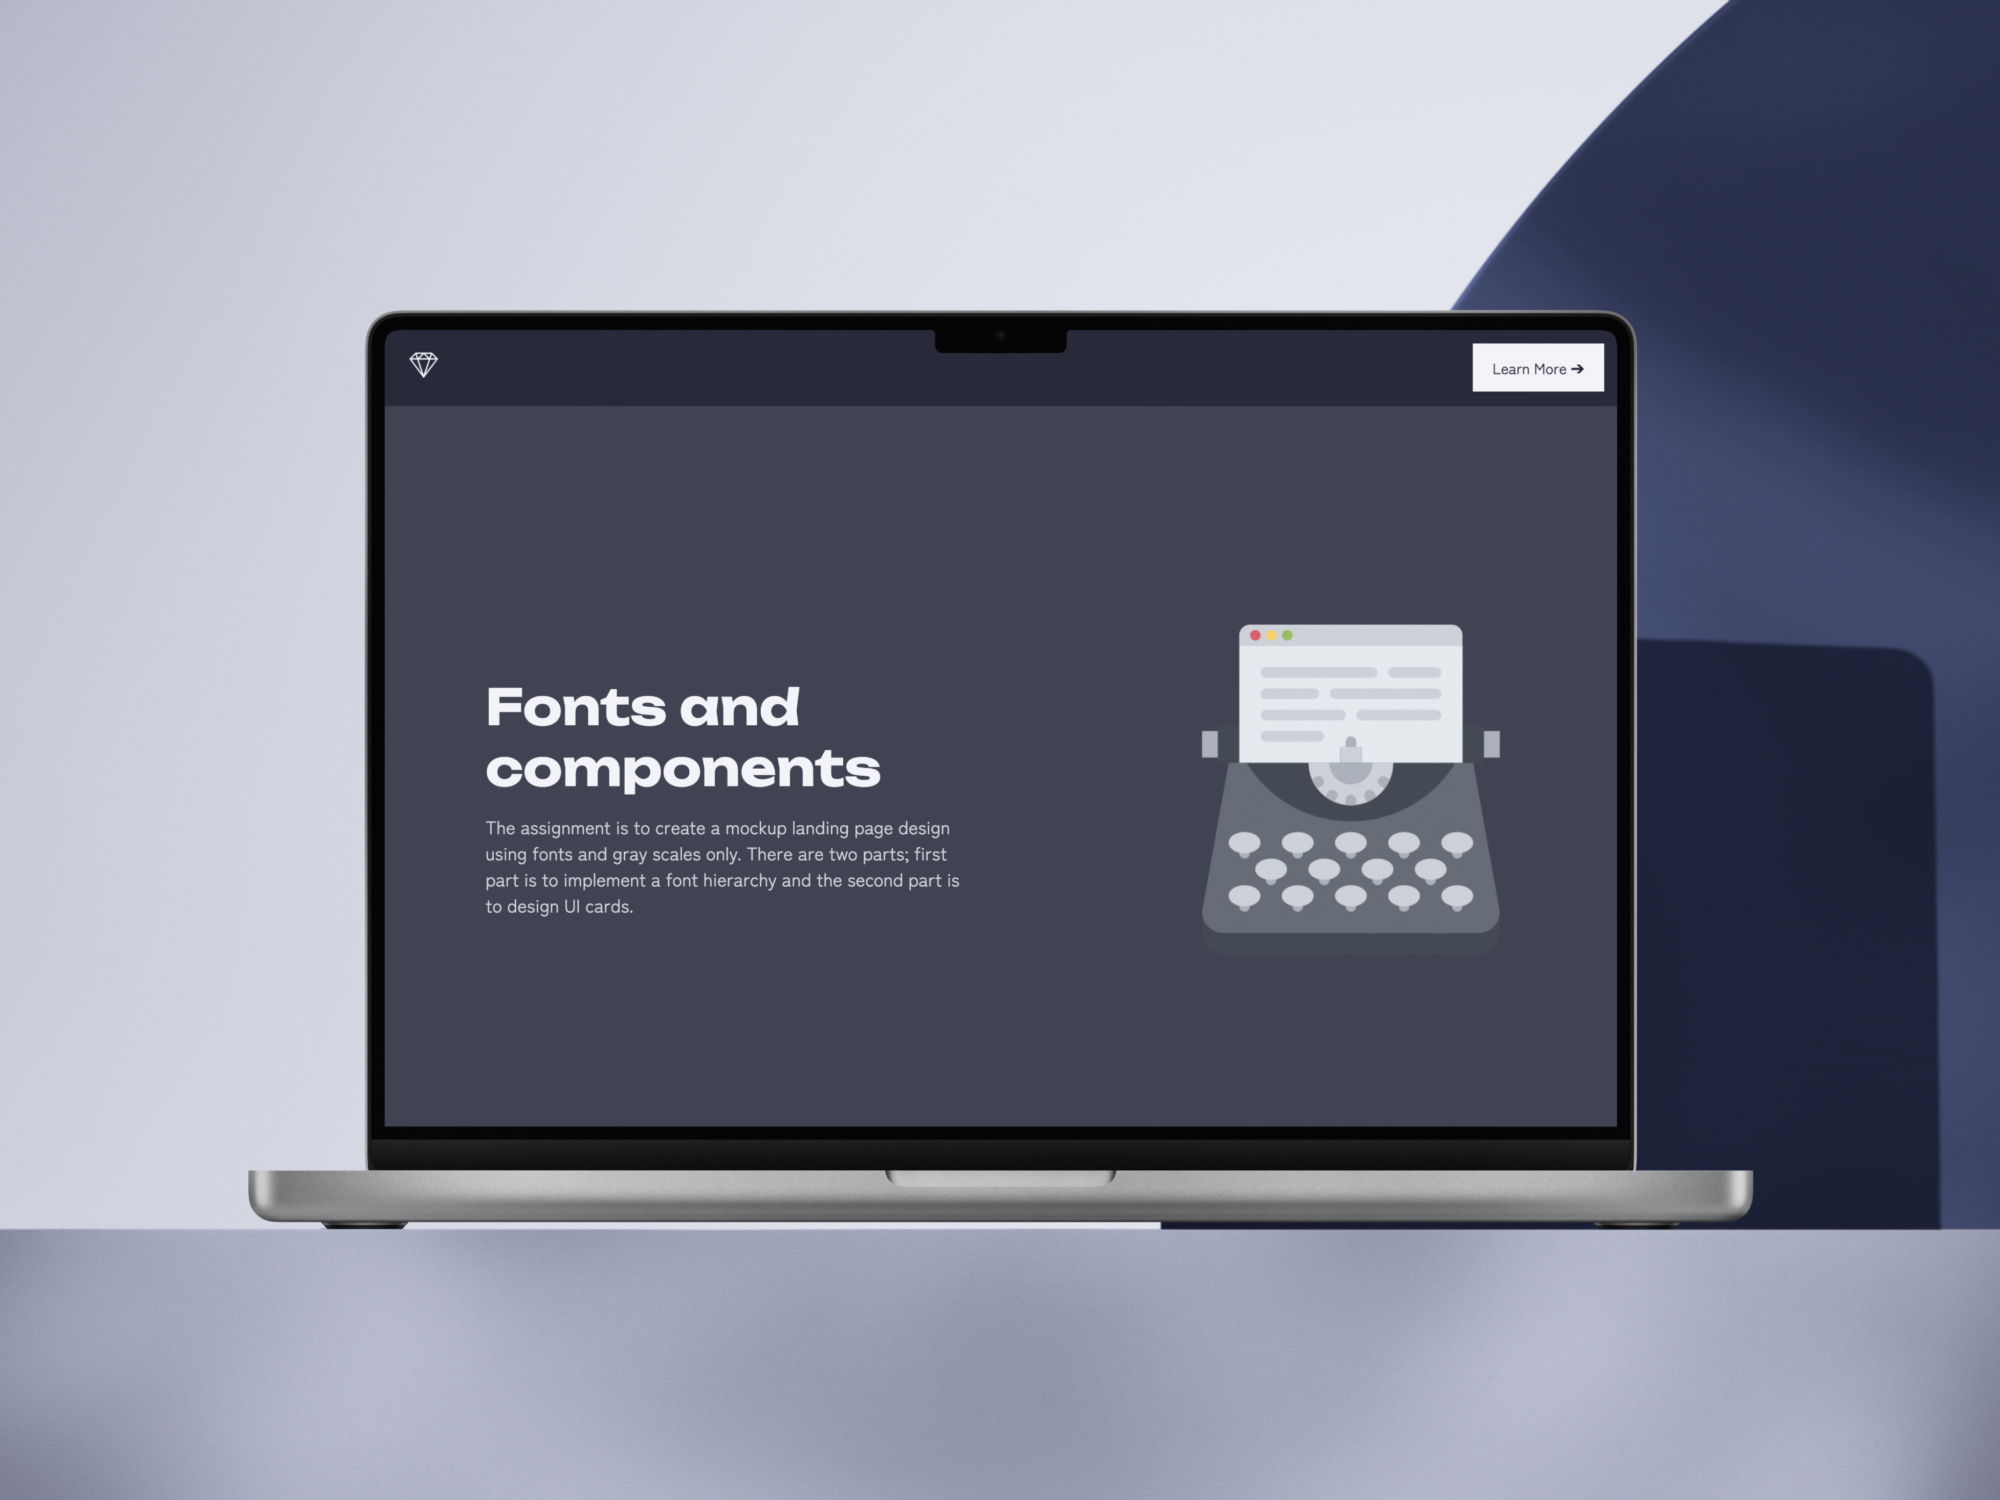 Learn More →
Fonts and
components
The assignment is to create a mockup landing page design
using fonts and gray scales only. There are two parts; first
part is to implement a font hierarchy and the second part is
to design UI cards.